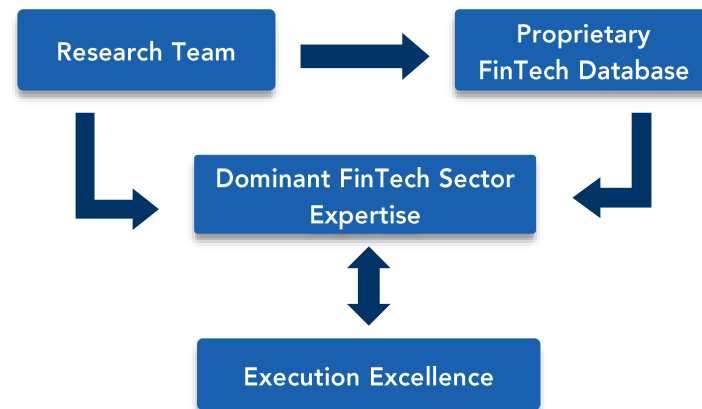 Research Team
Proprietary
FinTech Database
Dominant FinTech Sector
Expertise
Execution Excellence